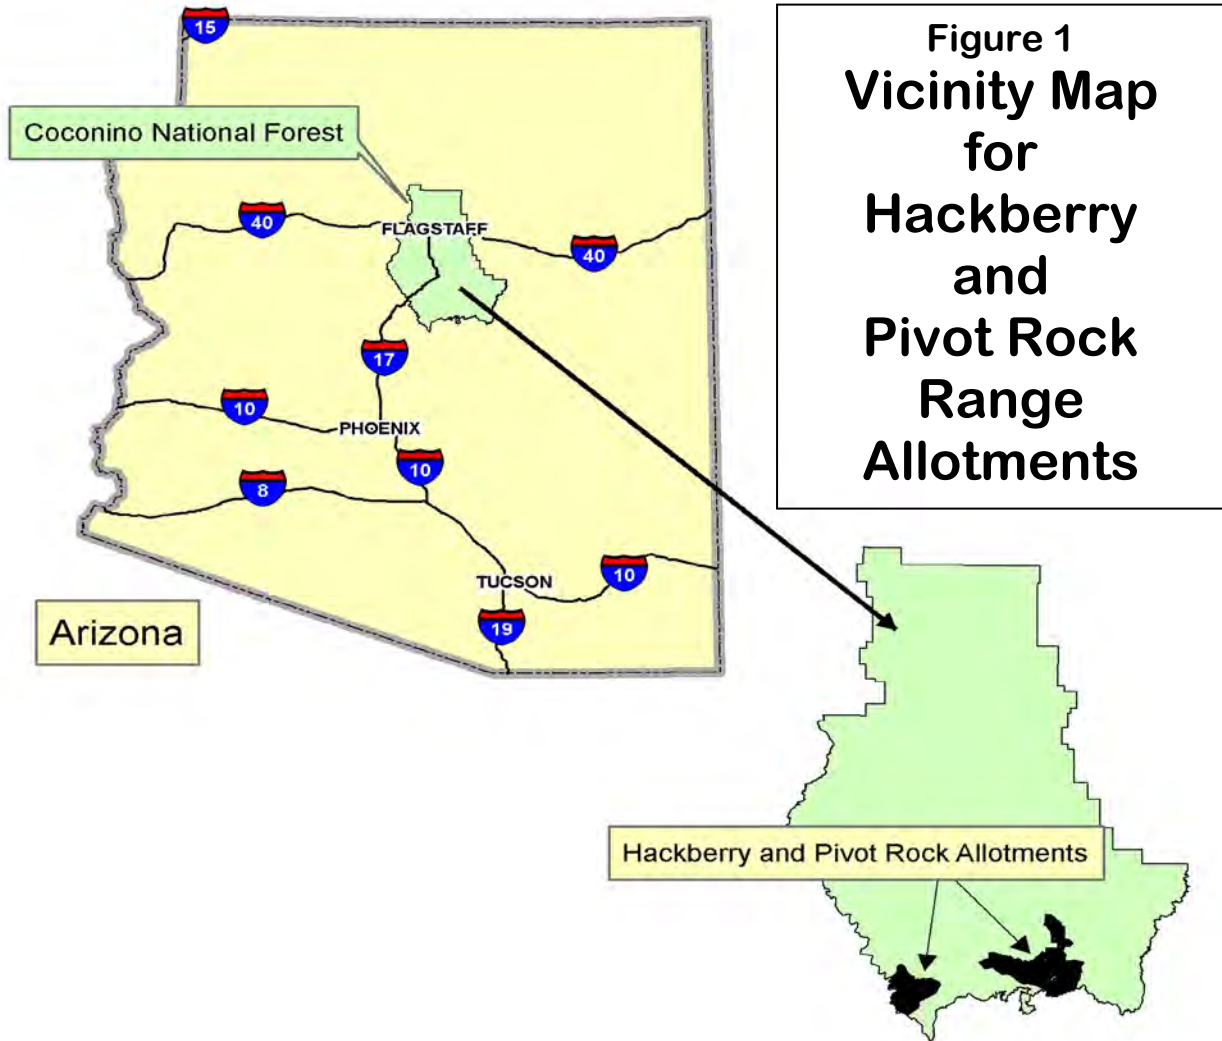 Figure 1
Vicinity Map
for
Hackberry
and
Pivot Rock
Range
Allotments
15
Coconino National Forest
40
FLAGSTAFF
40
17
10
PHOENIX
10
8
TUCSON
10
19
Arizona
Hackberry and Pivot Rock Allotments